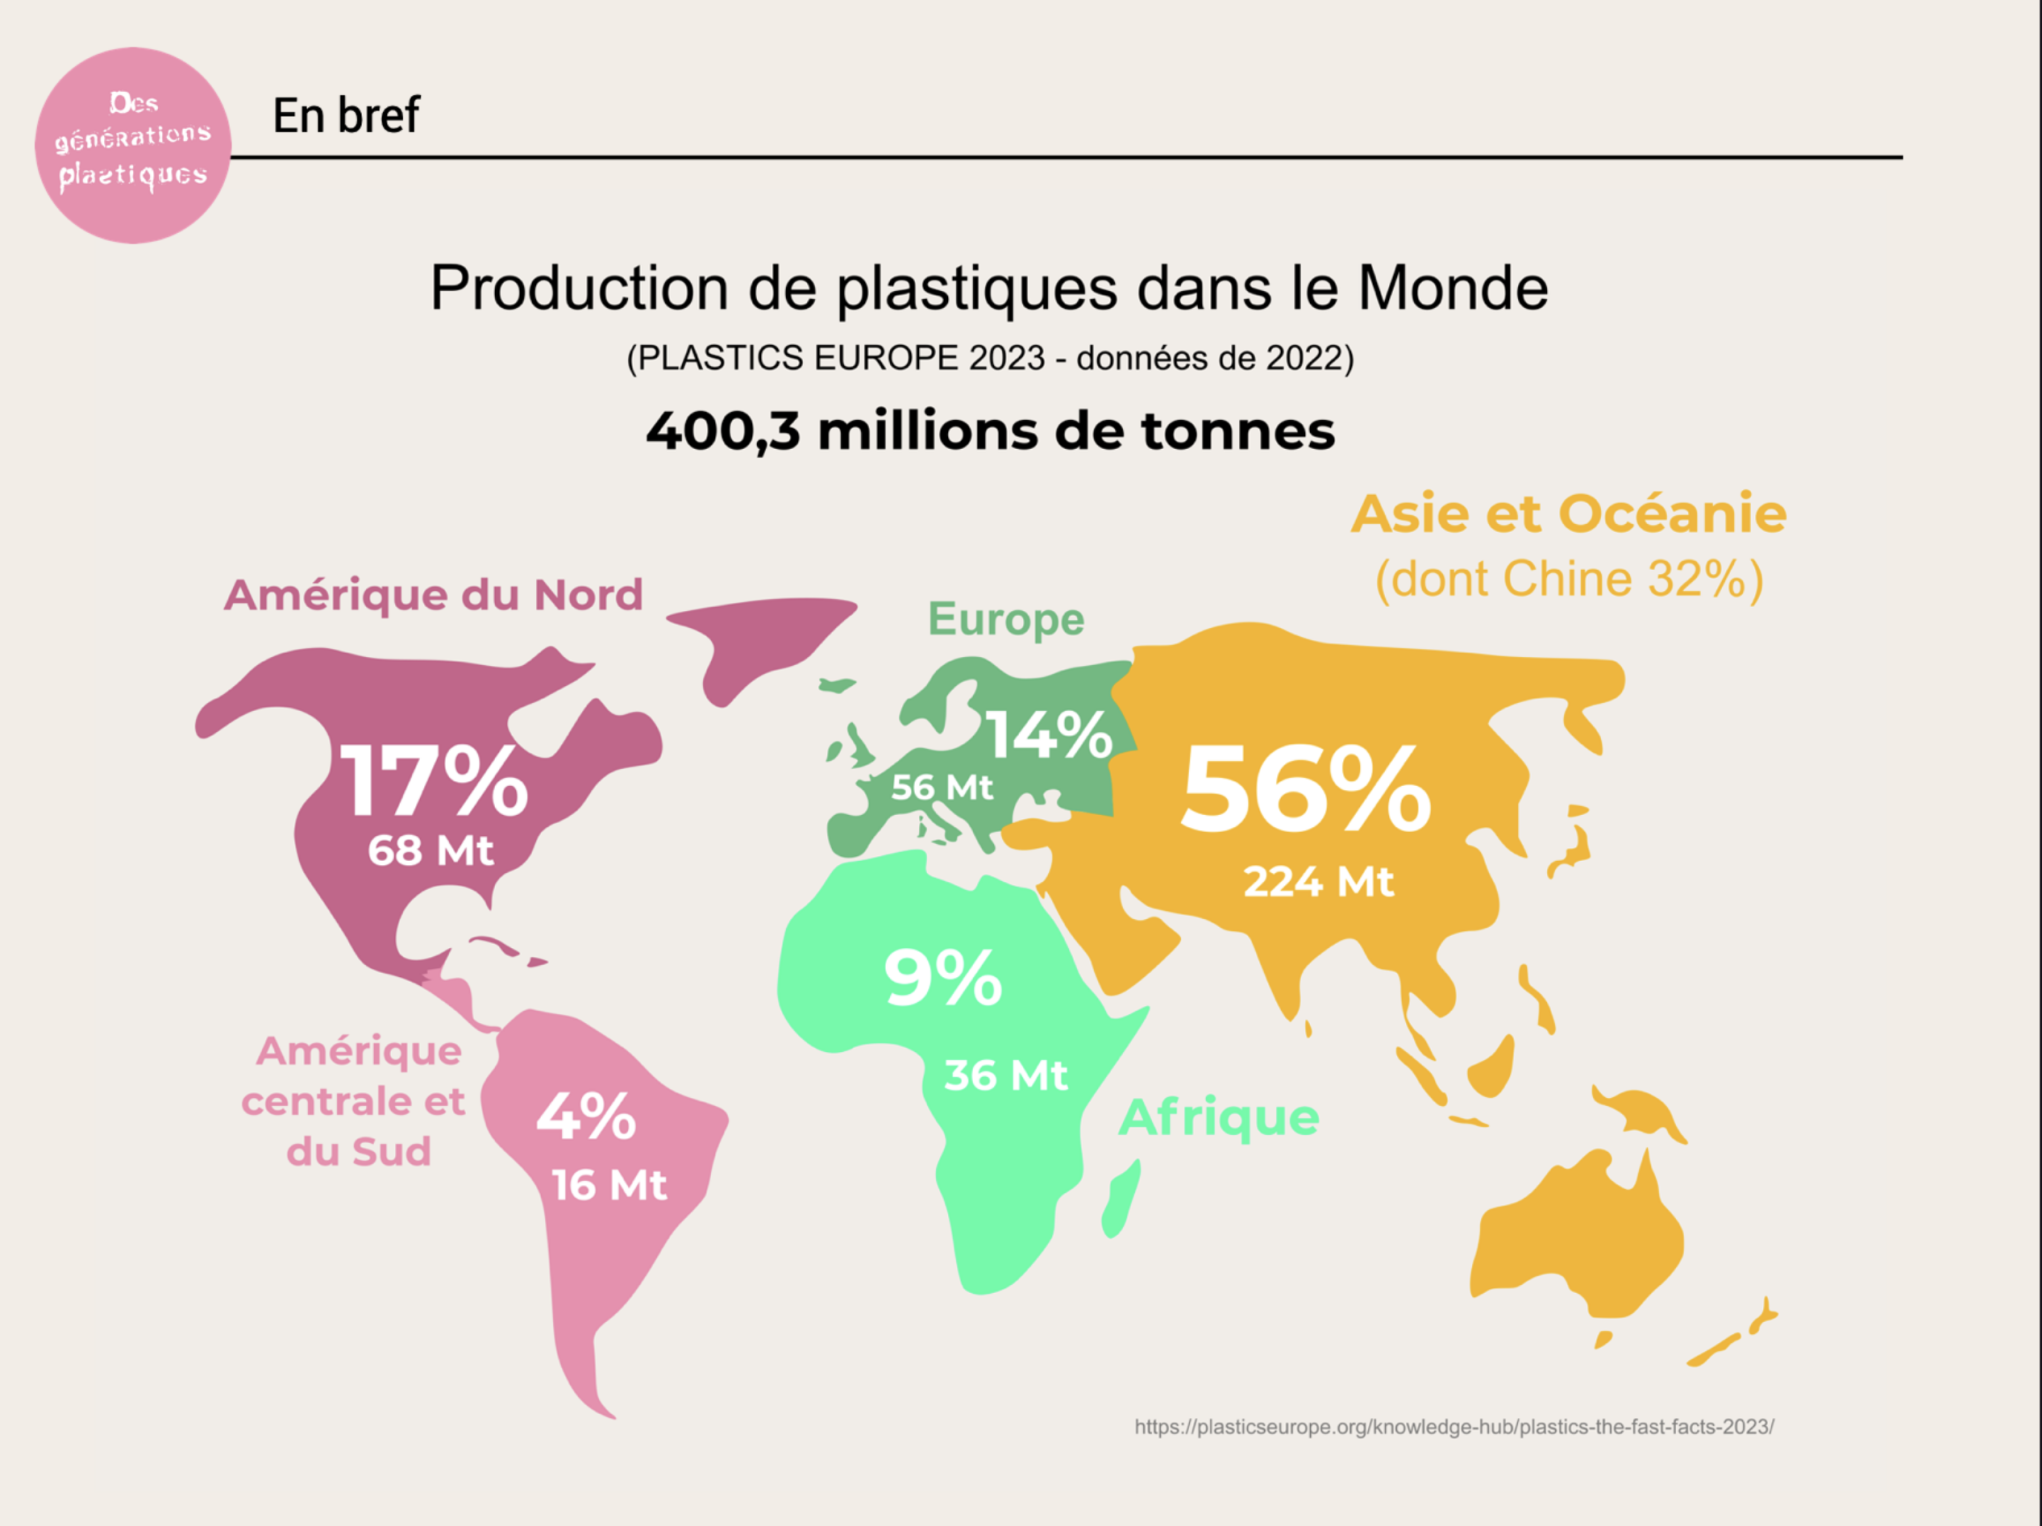 Des
générations
plastiques
En bref
Production de plastiques dans le Monde
(PLASTICS EUROPE 2023 - données de 2022)
400,3 millions de tonnes
Asie et Océanie
(dont Chine 32%)
Amérique du Nord
Europe
14%
17%
56%
56 Mt
68 Mt
224 Mt
9%
36 Mt
Amérique
centrale et
du Sud
4%
16 Mt
Afrique
https://plasticseurope.org/knowledge-hub/plastics-the-fast-facts-2023/